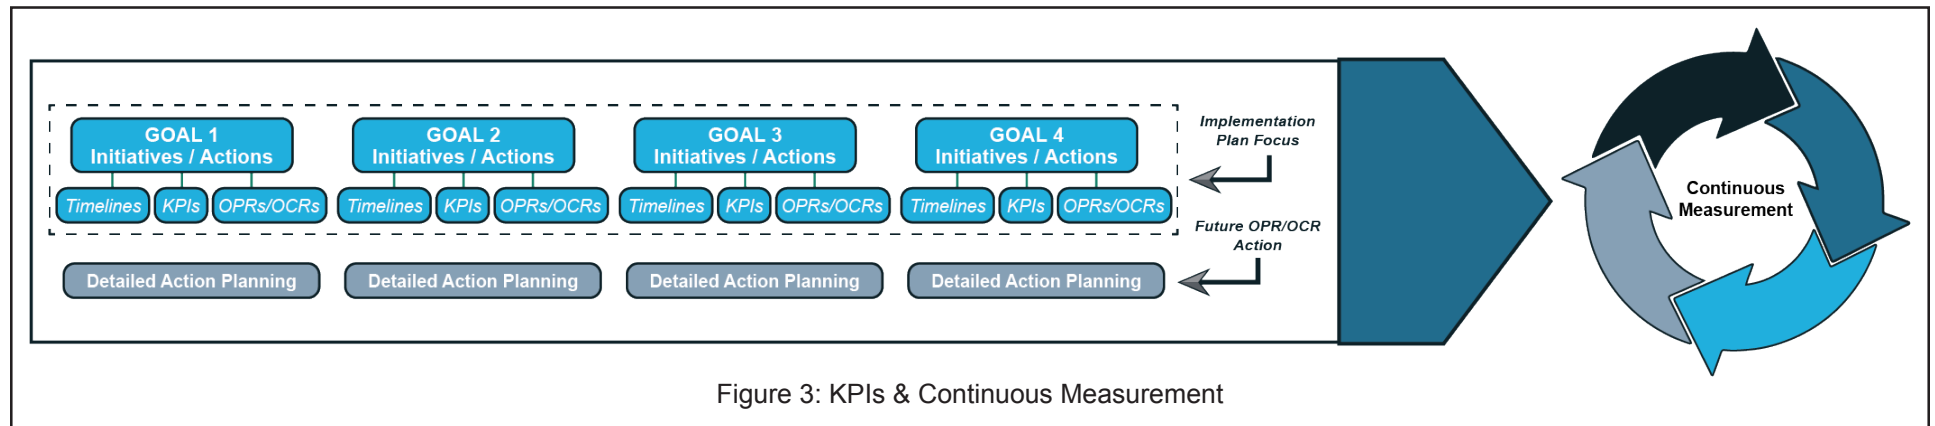 GOAL 1
Initiatives / Actions
Timelines
KPIs
OPRs/OCRs
GOAL 2
Initiatives / Actions
Timelines
KPIs
OPRs/OCRs
GOAL 3
Initiatives / Actions
Timelines
KPIs
OPRs/OCRs
GOAL 4
Initiatives / Actions
Timelines
KPIs
OPRs/OCRs
Implementation
Plan Focus
Detailed Action Planning
Detailed Action Planning
Detailed Action Planning
Detailed Action Planning
Future OPR/OCR
Action
Continuous
Measurement
Figure 3: KPIs & Continuous Measurement